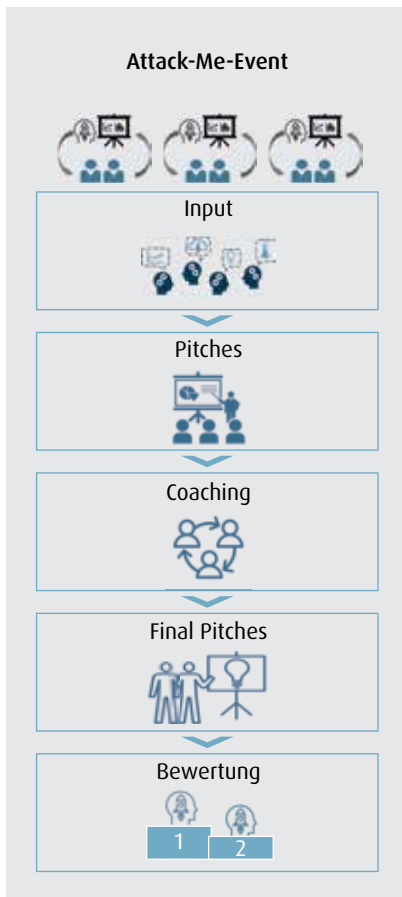 Attack-Me-Event
Input
Pitches
Coaching
Final Pitches
Bewertung
1
2